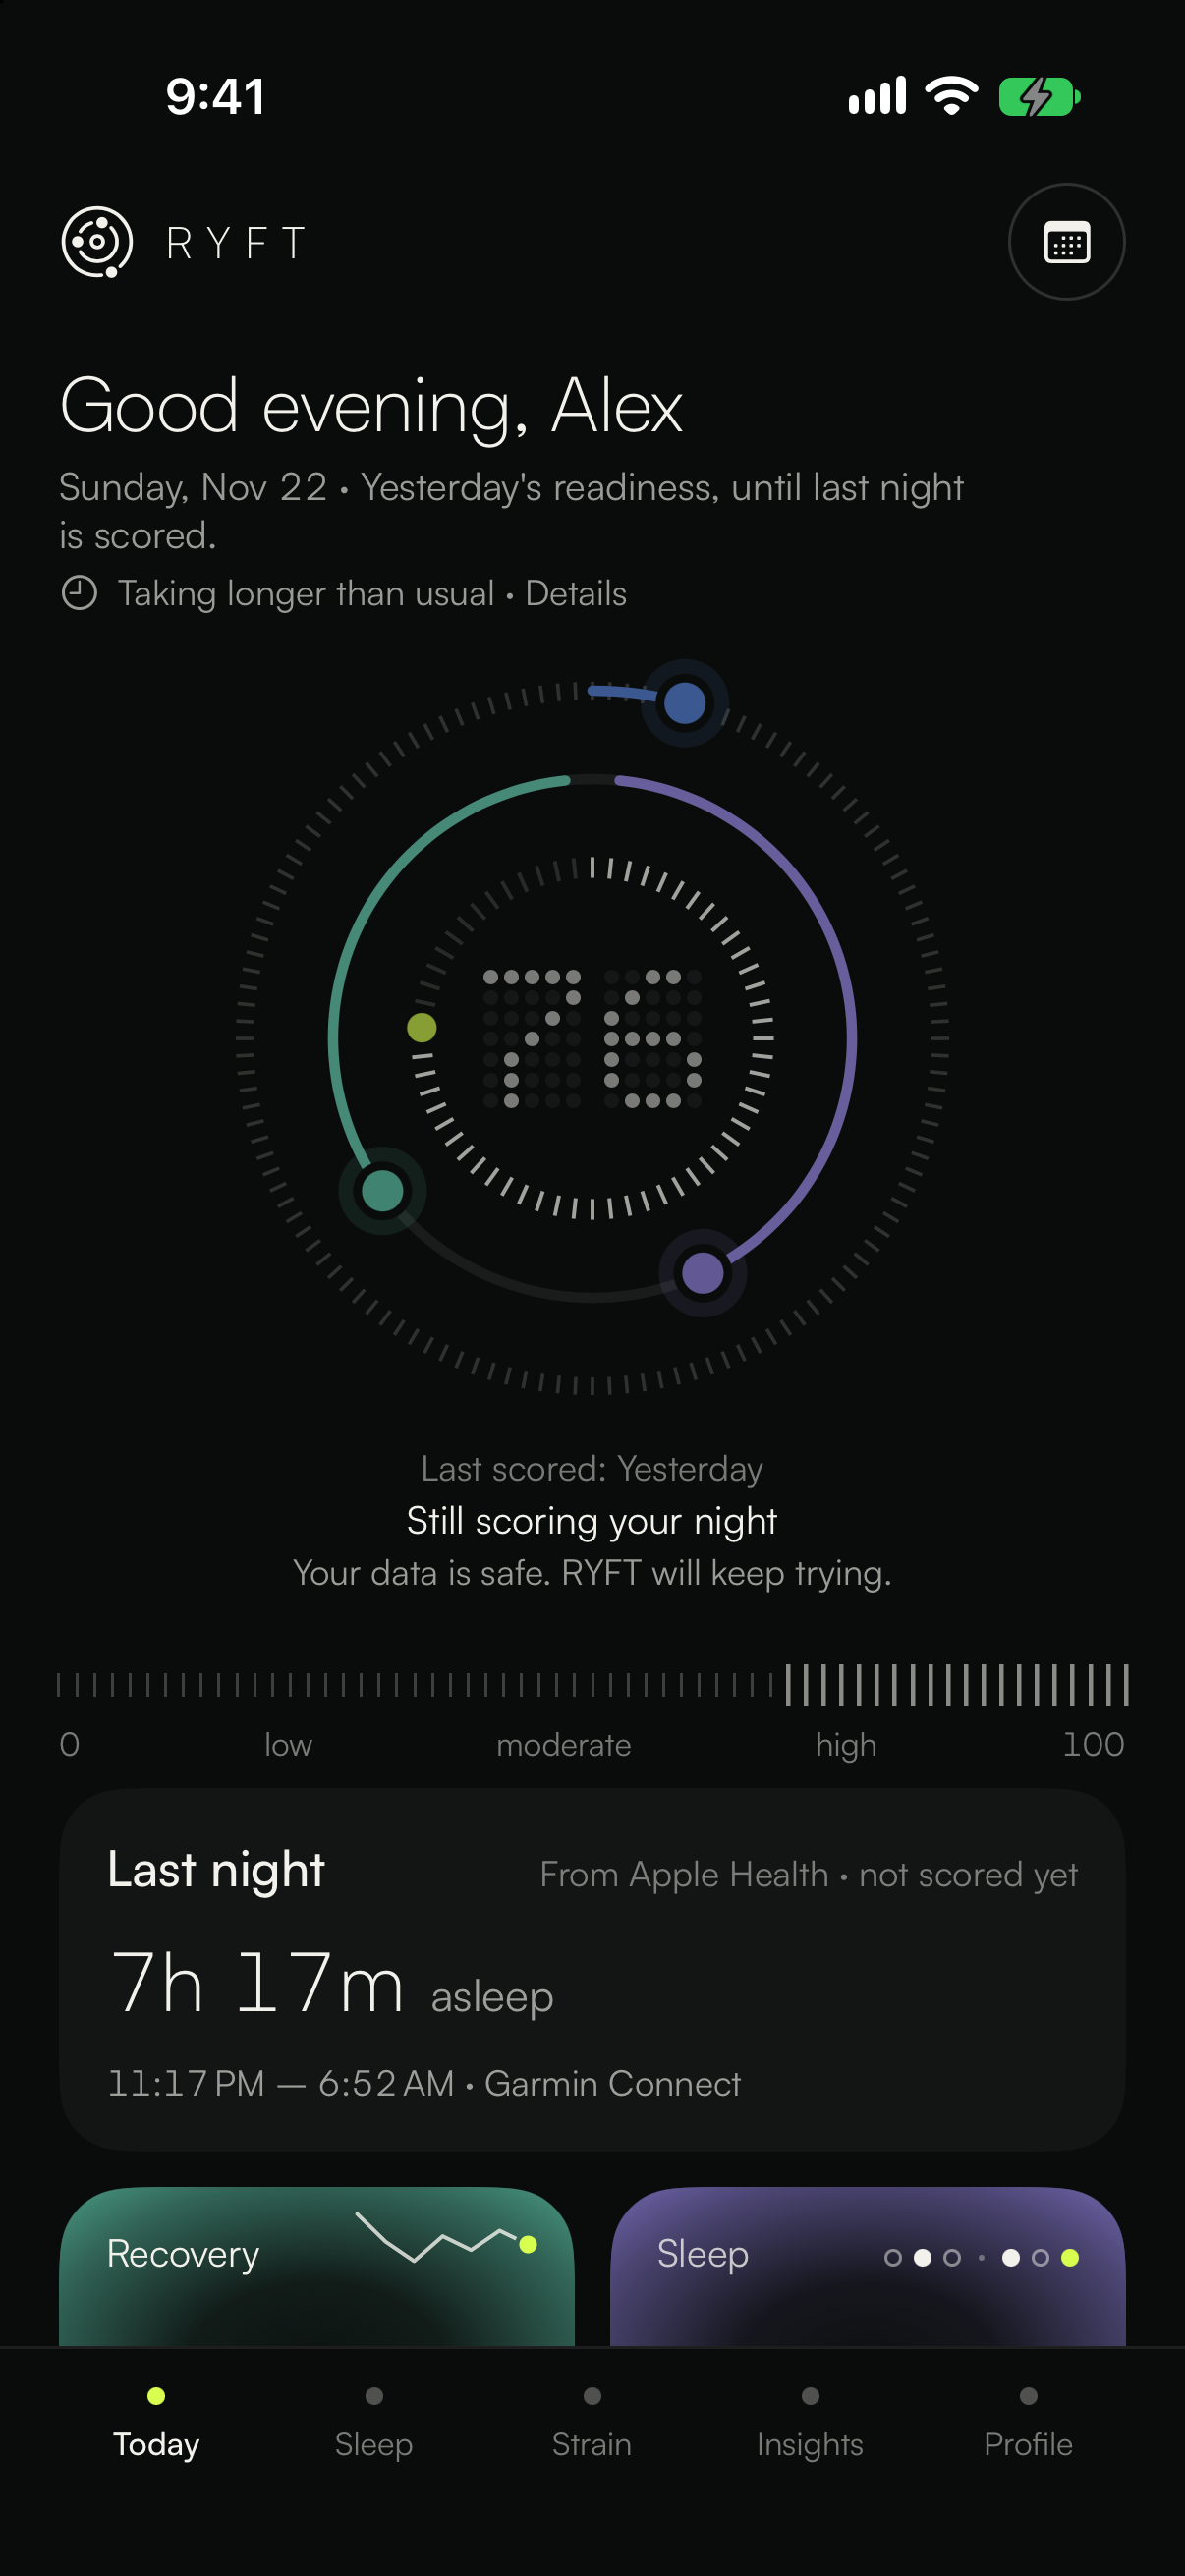 9:41
RYFT
Good evening, Alex
Sunday, Nov 22 · Yesterday's readiness, until last night
is scored.
Taking longer than usual · Details
76
Last scored: Yesterday
Still scoring your night
Your data is safe. RYFT will keep trying.
0 low moderate high 100
Last night From Apple Health · not scored yet
7h 17m asleep
11:17 PM — 6:52 AM · Garmin Connect
Recovery Sleep
Today Sleep Strain Insights Profile